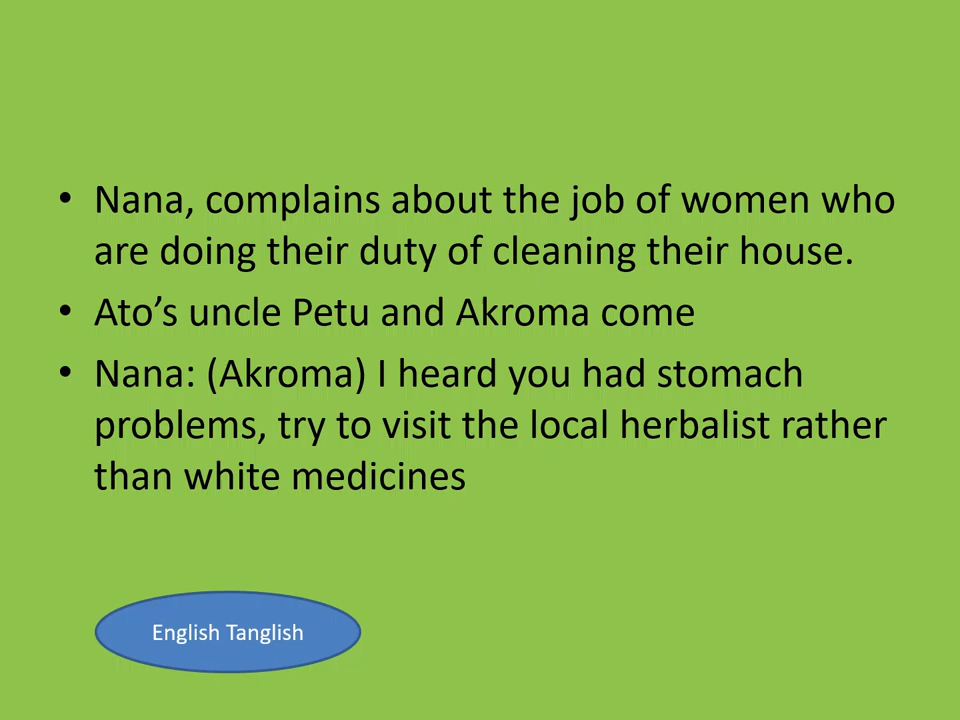 • Nana, complains about the job of women who
are doing their duty of cleaning their house.
• Ato’s uncle Petu and Akroma come
• Nana: (Akroma) I heard you had stomach
problems, try to visit the local herbalist rather
than white medicines
English Tanglish